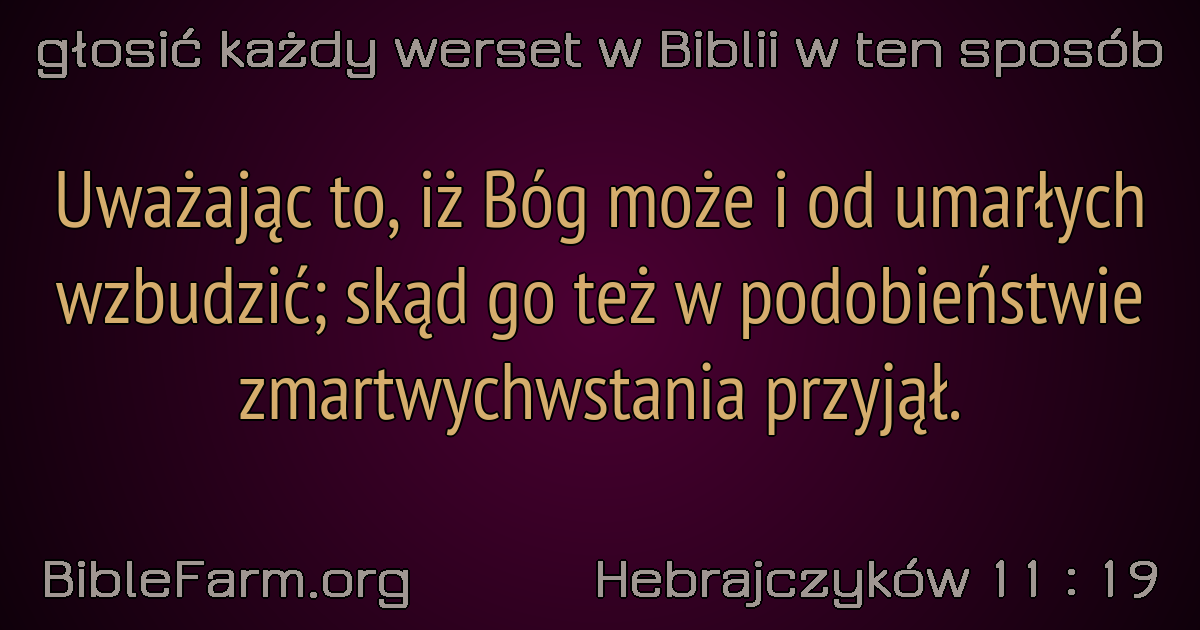 głosić każdy werset w Biblii w ten sposób
Uważając to, iż Bóg może i od umarłych
wzbudzić; skąd go też w podobieństwie
zmartwychwstania przyjął.
BibleFarm.org
Hebrajczyków 11 : 19